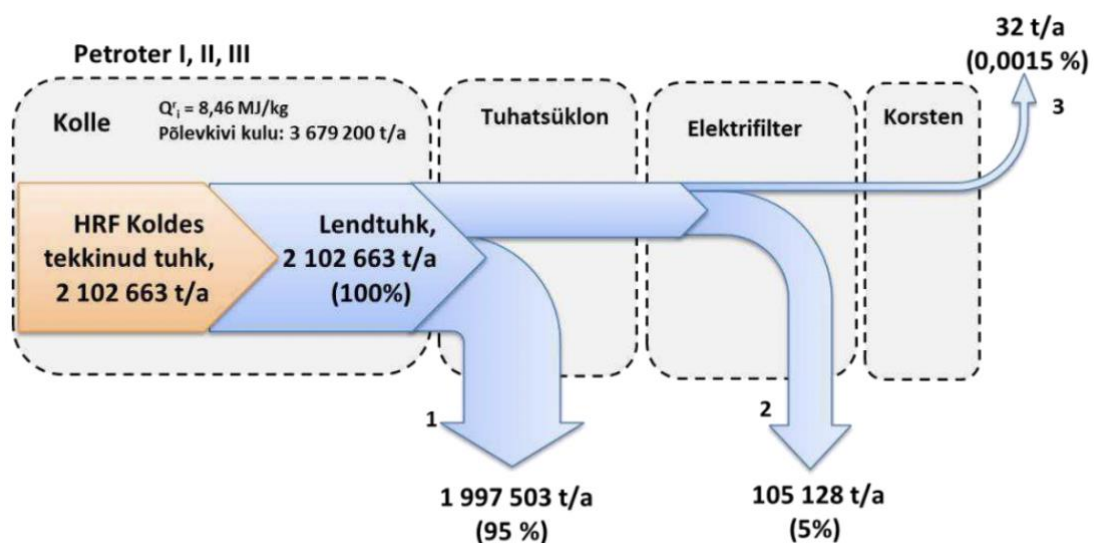 Petroter I, II, III
Kolle
Qʳᵢ = 8,46 MJ/kg
Põlevkivi kulu: 3 679 200 t/a
Tuhatsüklon
Elektrifilter
Korsten
32 t/a
(0,0015 %)
3
HRF Koldes
tekkinud tuhk,
2 102 663 t/a
Lendtuhk,
2 102 663 t/a
(100%)
1
2
1 997 503 t/a
(95 %)
105 128 t/a
(5%)